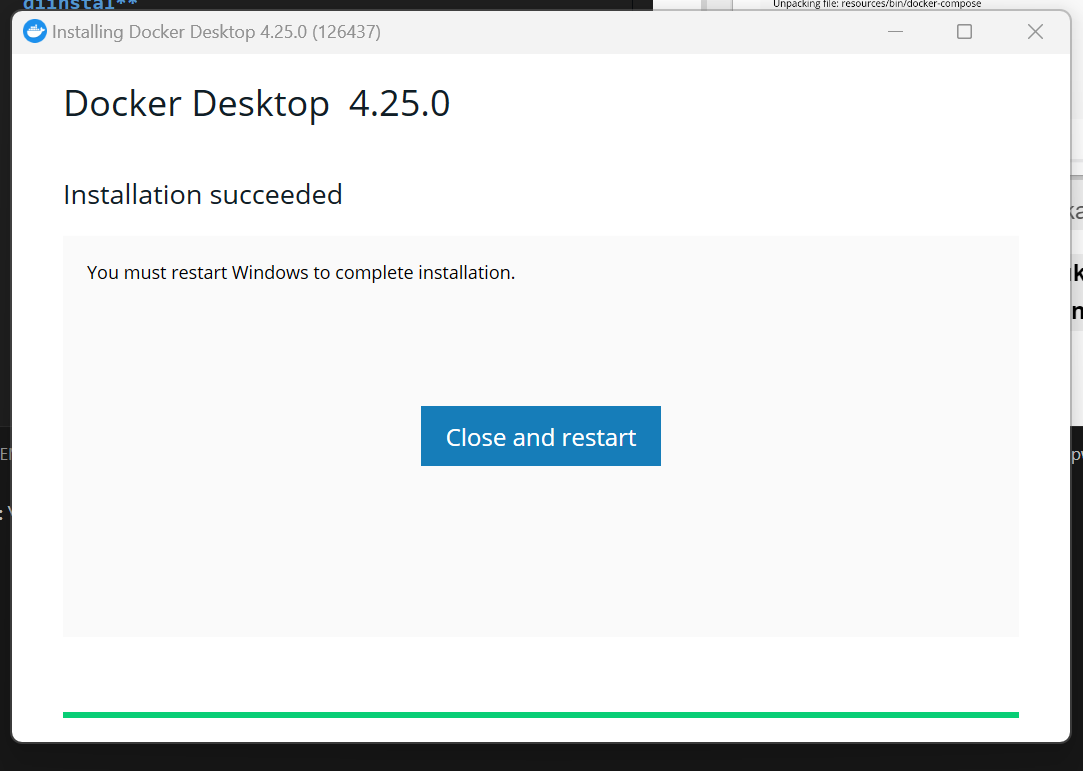 diinstal**
Unpacking file: resources/bin/docker-compose
Installing Docker Desktop 4.25.0 (126437)
Docker Desktop 4.25.0
Installation succeeded
You must restart Windows to complete installation.
Close and restart